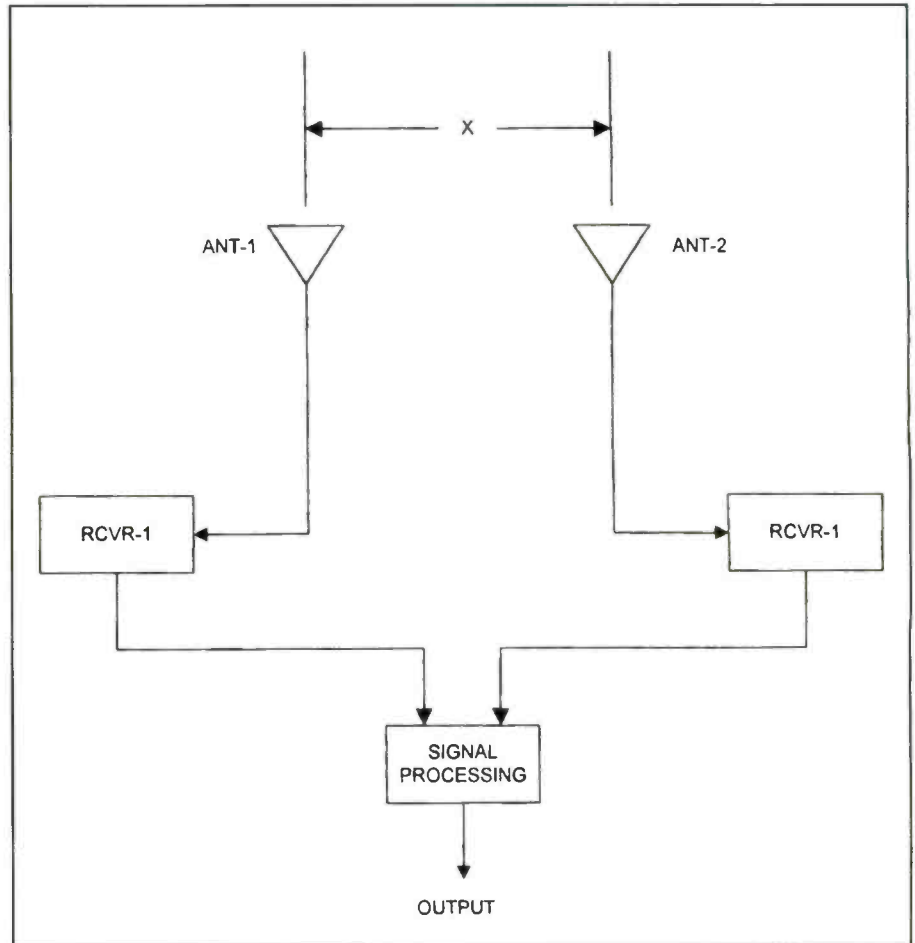 X
ANT-1
ANT-2
RCVR-1
RCVR-1
SIGNAL
PROCESSING
OUTPUT